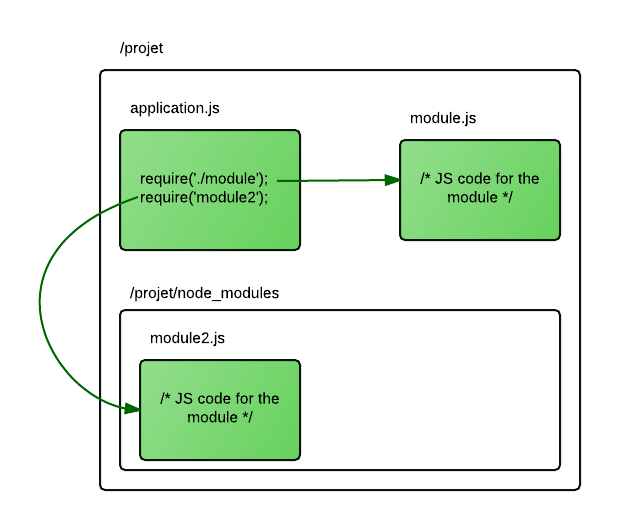 /projet
application.js
module.js
require('./module');
require('module2');
/* JS code for the
module */
/projet/node_modules
module2.js
/* JS code for the
module */